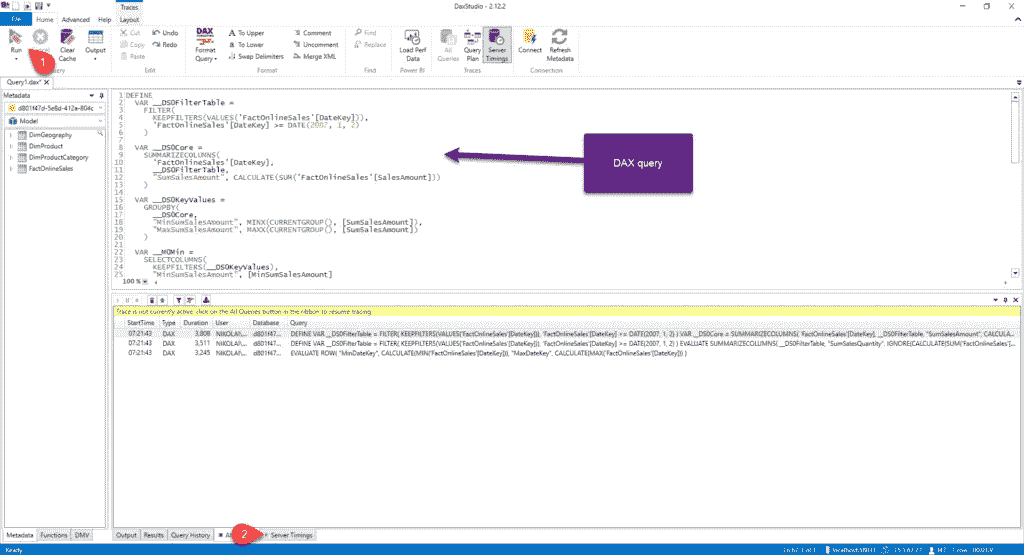 DaxStudio - 2.12.2
Traces
File Home Advanced Help Layout
Run
Clear Cache
Output
Cut
Copy
Paste
Undo
Redo
Edit
DAX
Format Query
To Upper
To Lower
Swap Delimiters
Comment
Uncomment
Merge XML
Format
Find
Replace
Find
Load Perf Data
Power BI
All Queries
Query Plan
Server Timings
Traces
Connect
Refresh Metadata
Connection
1
Query1.dax*
Metadata
d801f47d-5e8d-412a-804c
Model
DimGeography
DimProduct
DimProductCategory
FactOnlineSales
1 DEFINE
2 VAR __DS0FilterTable =
3 FILTER(
4 KEEPFILTERS(VALUES('FactOnlineSales'[DateKey])),
5 'FactOnlineSales'[DateKey] >= DATE(2007, 1, 2)
6 )
7
8 VAR __DS0Core =
9 SUMMARIZECOLUMNS(
10 'FactOnlineSales'[DateKey],
11 __DS0FilterTable,
12 "SumSalesAmount", CALCULATE(SUM('FactOnlineSales'[SalesAmount]))
13 )
14
15 VAR __DS0KeyValues =
16 GROUPBY(
17 __DS0Core,
18 "MinSumSalesAmount", MINX(CURRENTGROUP(), [SumSalesAmount]),
19 "MaxSumSalesAmount", MAXX(CURRENTGROUP(), [SumSalesAmount])
20 )
21
22 VAR __M0Min =
23 SELECTCOLUMNS(
24 KEEPFILTERS(__DS0KeyValues),
25 "MinSumSalesAmount", [MinSumSalesAmount]
100 %
DAX query
Trace is not currently active, click on the All Queries button in the ribbon to resume tracing
StartTime Type Duration User Database Query
07:21:43 DAX 3,808 NIKOLAI\... d801f47... DEFINE VAR __DS0FilterTable = FILTER( KEEPFILTERS(VALUES('FactOnlineSales'[DateKey])), 'FactOnlineSales'[DateKey] >= DATE(2007, 1, 2) ) VAR __DS0Core = SUMMARIZECOLUMNS( 'FactOnlineSales'[DateKey], __DS0FilterTable, "SumSalesAmount", CALCULA...
07:21:43 DAX 3,511 NIKOLAI\... d801f47... DEFINE VAR __DS0FilterTable = FILTER( KEEPFILTERS(VALUES('FactOnlineSales'[DateKey])), 'FactOnlineSales'[DateKey] >= DATE(2007, 1, 2) ) EVALUATE SUMMARIZECOLUMNS( __DS0FilterTable, "SumSalesQuantity", IGNORE(CALCULATE(SUM('FactOnlineSales'[...
07:21:43 DAX 3,245 NIKOLAI\... d801f47... EVALUATE ROW( "MinDateKey", CALCULATE(MIN('FactOnlineSales'[DateKey])), "MaxDateKey", CALCULATE(MAX('FactOnlineSales'[DateKey])) )
Metadata Functions DMV
Output Results Query History
2
Server Timings
Ready